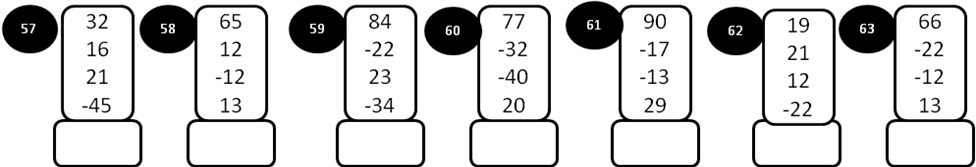 57 58 59 60 61 62 63
32 65 84 77 90 19 66
16 12 -22 -32 -17 21 -22
21 -12 23 -40 -13 12 -12
-45 13 -34 20 29 -22 13